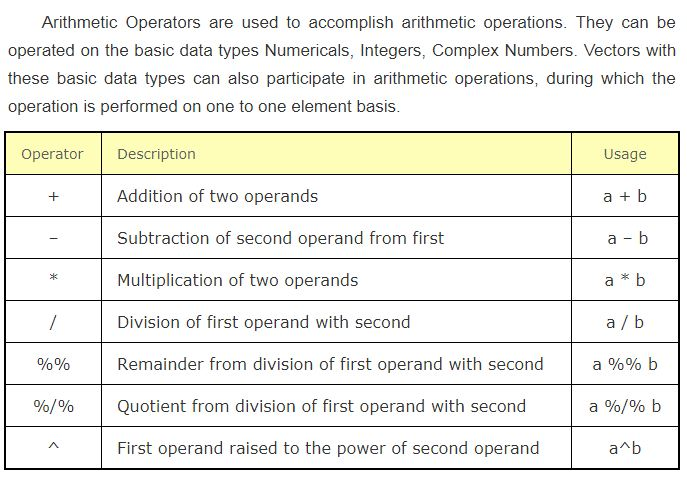 Arithmetic Operators are used to accomplish arithmetic operations. They can be
operated on the basic data types Numericals, Integers, Complex Numbers. Vectors with
these basic data types can also participate in arithmetic operations, during which the
operation is performed on one to one element basis.
Operator Description Usage
+ Addition of two operands a + b
– Subtraction of second operand from first a – b
* Multiplication of two operands a * b
/ Division of first operand with second a / b
%% Remainder from division of first operand with second a %% b
%/% Quotient from division of first operand with second a %/% b
^ First operand raised to the power of second operand a^b